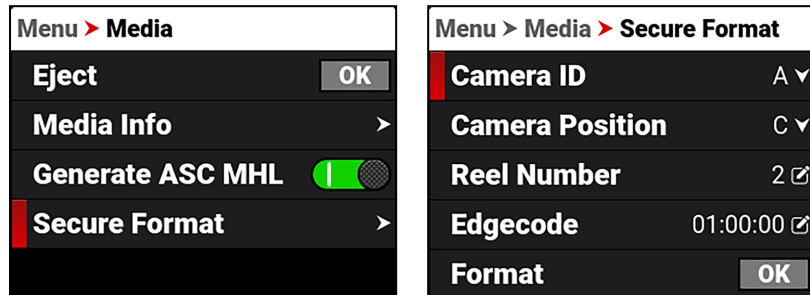 Menu > Media
Eject OK
Media Info >
Generate ASC MHL
Secure Format >
Menu > Media > Secure Format
Camera ID A
Camera Position C
Reel Number 2
Edgecode 01:00:00
Format OK